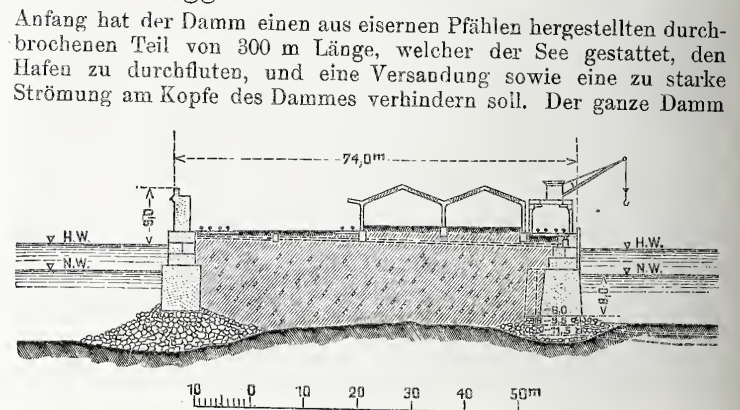 Anfang hat der Damm einen aus eisernen Pfählen hergestellten durch-
brochenen Teil von 300 m Länge, welcher der See gestattet, den
Hafen zu durchfluten, und eine Versandung sowie eine zu starke
Strömung am Kopfe des Dammes verhindern soll. Der ganze Damm
74,0m
H.W.
N.W.
H.W.
N.W.
10 0 10 20 30 40 50m